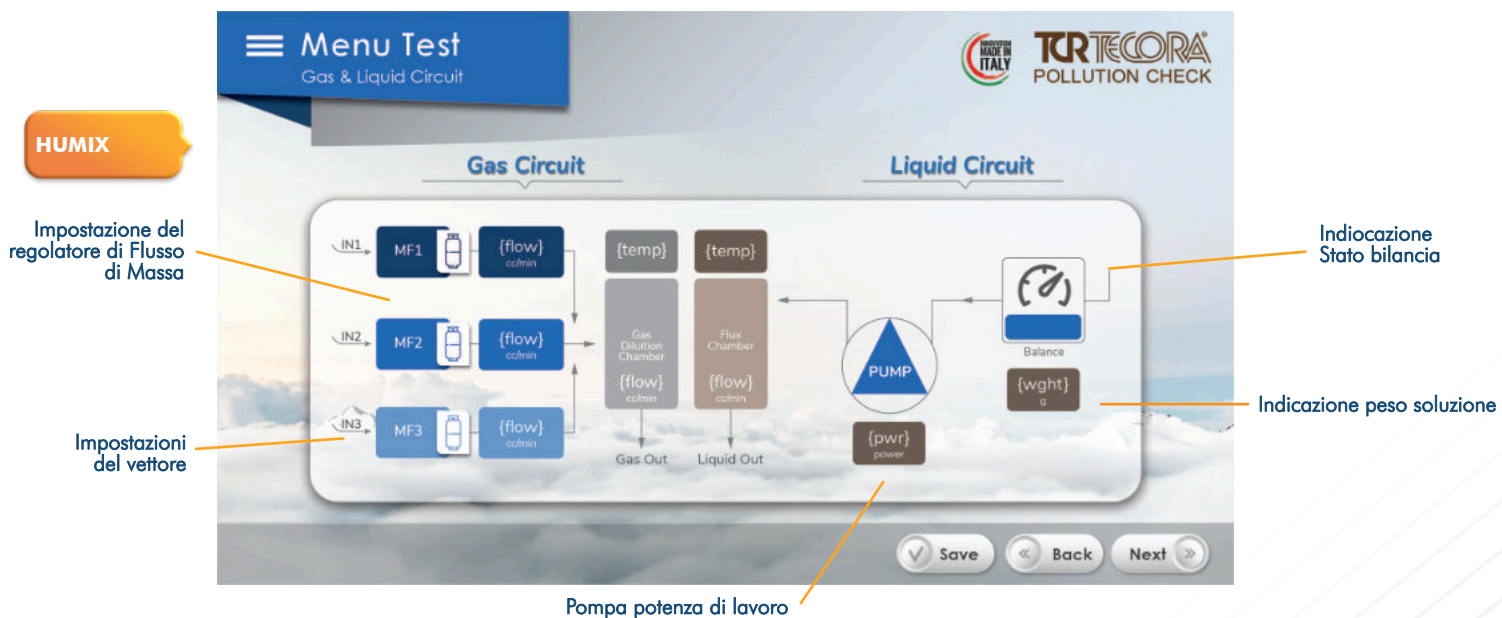 Menu Test
Gas & Liquid Circuit
INNOVATION
MADE IN
ITALY
TCR TECORA
POLLUTION CHECK
HUMIX
Gas Circuit
Liquid Circuit
Impostazione del
regolatore di Flusso
di Massa
Impostazioni
del vettore
IN1
MF1
{flow}
cc/min
IN2
MF2
{flow}
cc/min
IN3
MF3
{flow}
cc/min
{temp}
Gas
Dilution
Chamber
{flow}
cc/min
Gas Out
{temp}
Flux
Chamber
{flow}
cc/min
Liquid Out
PUMP
{pwr}
power
Balance
{wght}
g
Indiocazione
Stato bilancia
Indicazione peso soluzione
Save
Back
Next
Pompa potenza di lavoro